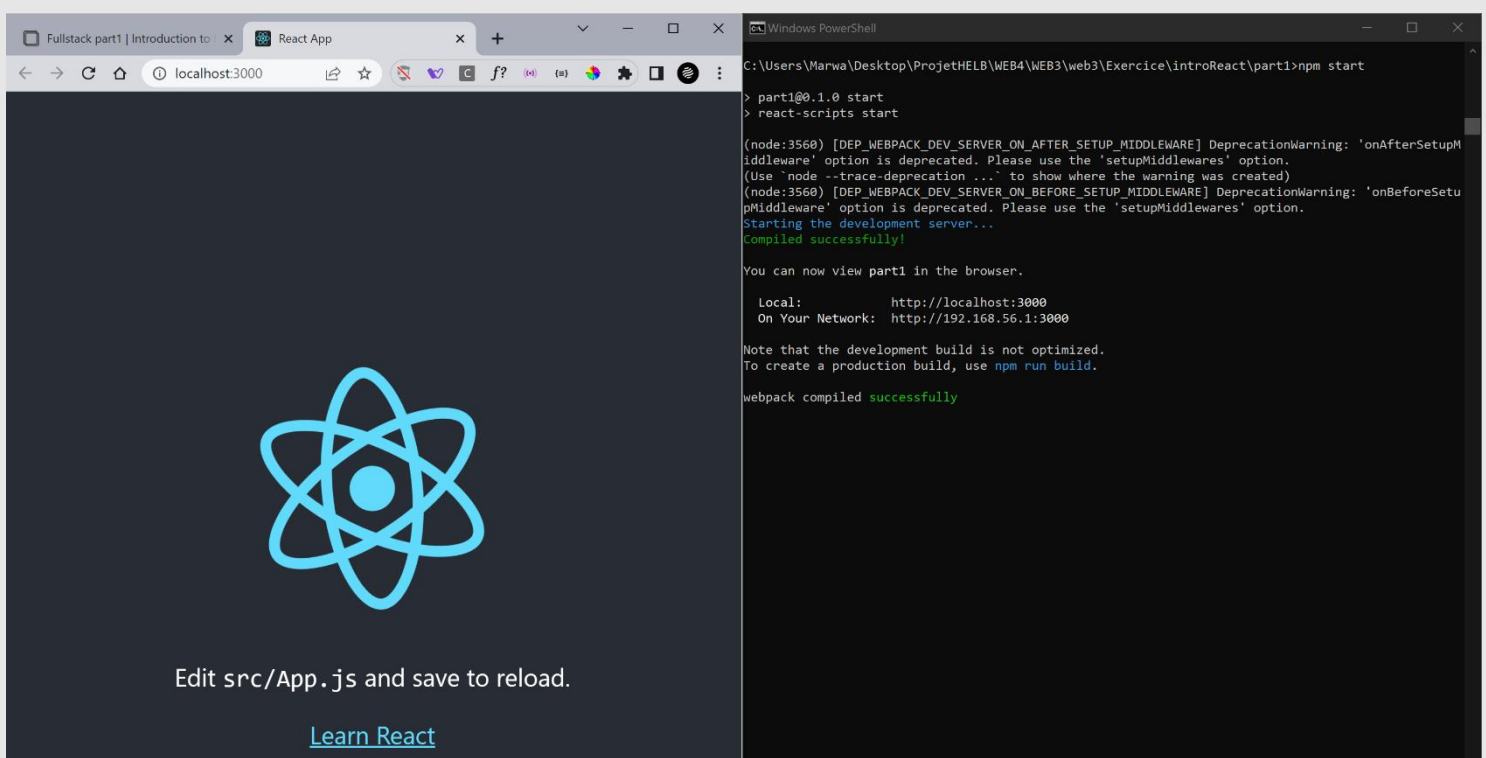 Fullstack part1 | Introduction to
React App
localhost:3000
Edit src/App.js and save to reload.
Learn React
Windows PowerShell
C:\Users\Marwa\Desktop\ProjetHELB\WEB4\WEB3\web3\Exercice\introReact\part1>npm start
> part1@0.1.0 start
> react-scripts start
(node:3560) [DEP_WEBPACK_DEV_SERVER_ON_AFTER_SETUP_MIDDLEWARE] DeprecationWarning: 'onAfterSetupM
iddleware' option is deprecated. Please use the 'setupMiddlewares' option.
(Use `node --trace-deprecation ...` to show where the warning was created)
(node:3560) [DEP_WEBPACK_DEV_SERVER_ON_BEFORE_SETUP_MIDDLEWARE] DeprecationWarning: 'onBeforeSetu
pMiddleware' option is deprecated. Please use the 'setupMiddlewares' option.
Starting the development server...
Compiled successfully!
You can now view part1 in the browser.
Local: http://localhost:3000
On Your Network: http://192.168.56.1:3000
Note that the development build is not optimized.
To create a production build, use npm run build.
webpack compiled successfully